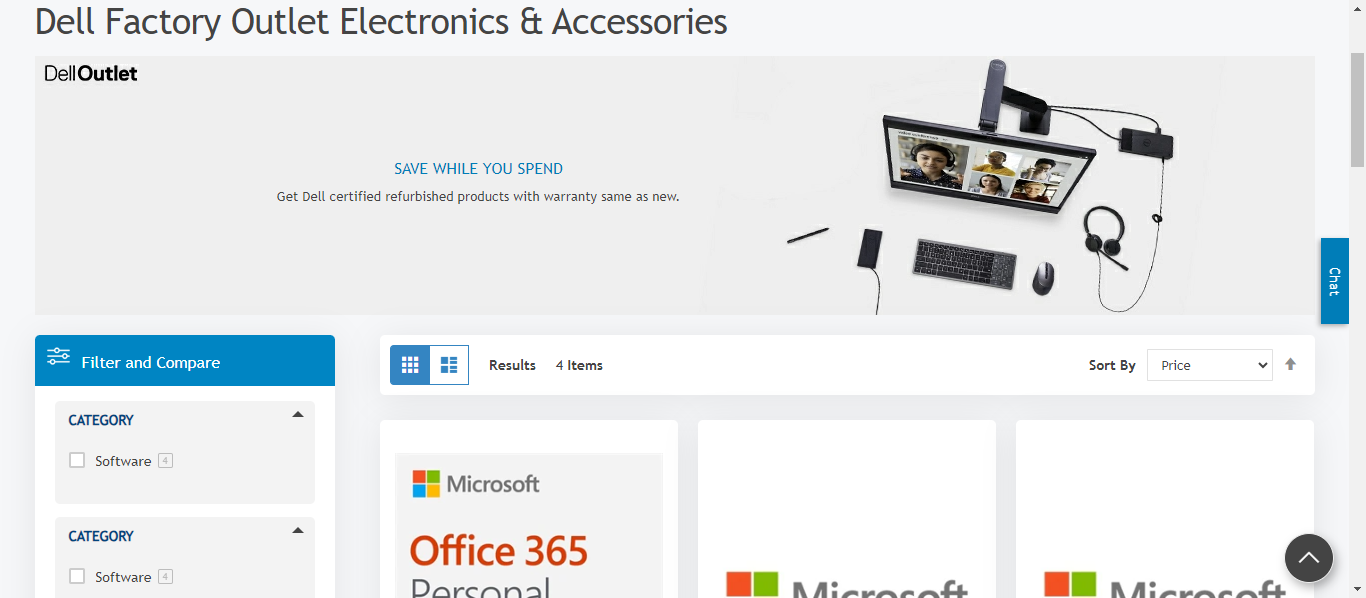 Dell Factory Outlet Electronics & Accessories
DellOutlet
SAVE WHILE YOU SPEND
Get Dell certified refurbished products with warranty same as new.
Chat
Filter and Compare
Results 4 Items
Sort By Price
CATEGORY
Software 4
CATEGORY
Software 4
Microsoft
Office 365
Personal
Microsoft
Microsoft